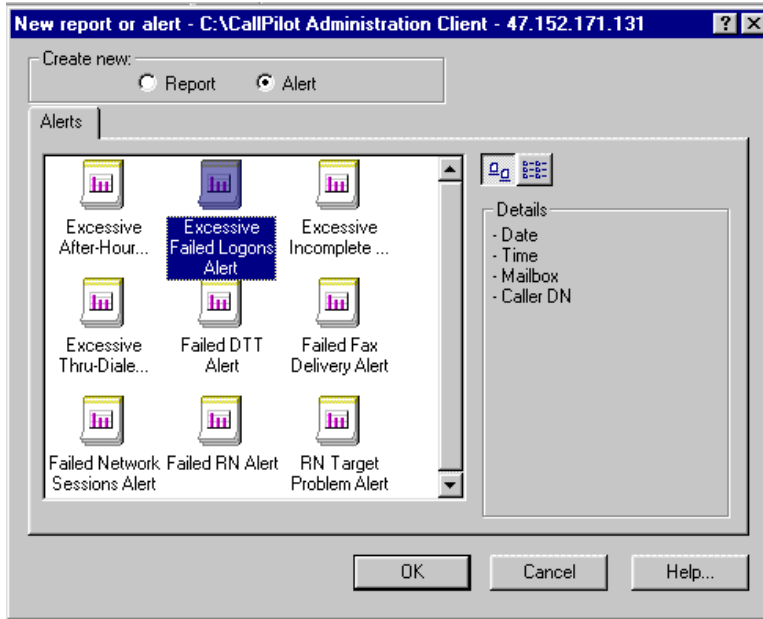 New report or alert - C:\CallPilot Administration Client - 47.152.171.131
Create new:
Report
Alert
Alerts
Excessive
After-Hour...
Excessive
Failed Logons
Alert
Excessive
Incomplete ...
Excessive
Thru-Diale...
Failed DTT
Alert
Failed Fax
Delivery Alert
Failed Network
Sessions Alert
Failed RN Alert
RN Target
Problem Alert
Details
- Date
- Time
- Mailbox
- Caller DN
OK
Cancel
Help...